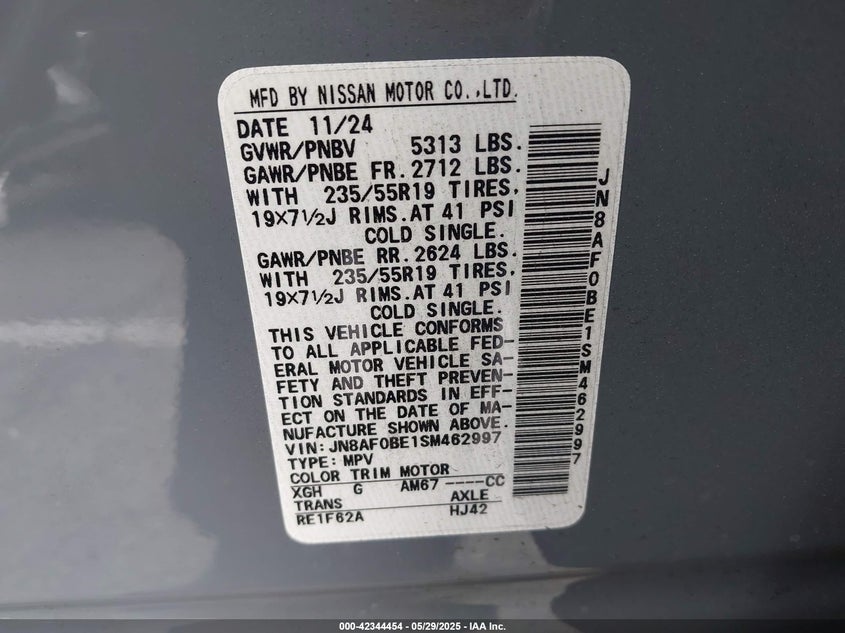 MFD BY NISSAN MOTOR CO.,LTD.
DATE 11/24
GVWR/PNBV 5313 LBS.
GAWR/PNBE FR. 2712 LBS.
WITH 235/55R19 TIRES,
19X7½J RIMS. AT 41 PSI
COLD SINGLE.
GAWR/PNBE RR. 2624 LBS.
WITH 235/55R19 TIRES,
19X7½J RIMS. AT 41 PSI
COLD SINGLE.
THIS VEHICLE CONFORMS
TO ALL APPLICABLE FED-
ERAL MOTOR VEHICLE SA-
FETY AND THEFT PREVEN-
TION STANDARDS IN EFF-
ECT ON THE DATE OF MA-
NUFACTURE SHOWN ABOVE.
VIN: JN8AF0BE1SM462997
TYPE: MPV
COLOR TRIM MOTOR
XGH G AM67 ----CC
TRANS AXLE
RE1F62A HJ42
JN8AF0BE1SM462997
000-42344454 - 05/29/2025 - IAA Inc.